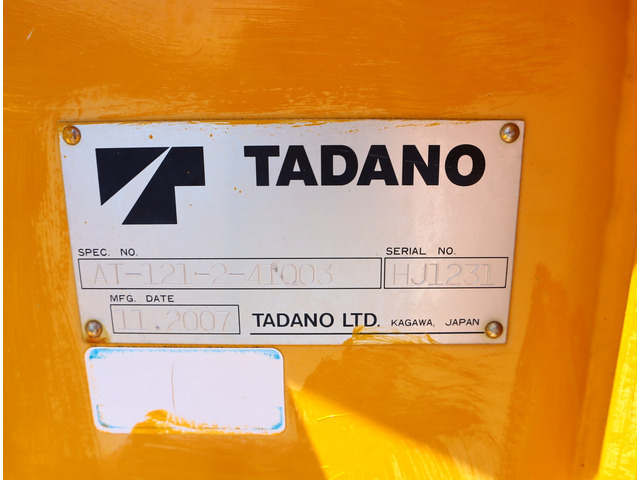 TADANO
SPEC. NO.
AT-121-2-41003
SERIAL NO.
HJ1231
MFG. DATE
11.2007
TADANO LTD. KAGAWA, JAPAN